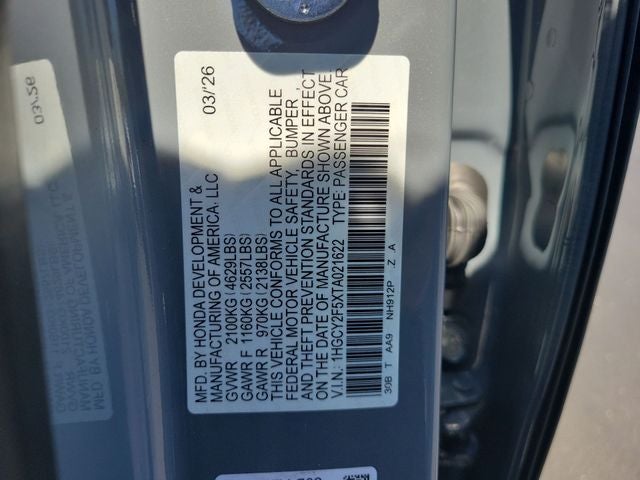 MFD. BY HONDA DEVELOPMENT & 03/'26
MANUFACTURING OF AMERICA. LLC
GVWR 2100KG (4629LBS)
GAWR F 1160KG (2557LBS)
GAWR R 970KG (2138LBS)
THIS VEHICLE CONFORMS TO ALL APPLICABLE
FEDERAL MOTOR VEHICLE SAFETY, BUMPER,
AND THEFT PREVENTION STANDARDS IN EFFECT
ON THE DATE OF MANUFACTURE SHOWN ABOVE.
V.I.N.: 1HGCY2F5XTA021622 TYPE: PASSENGER CAR
30B T AA9 NH912P .Z .A